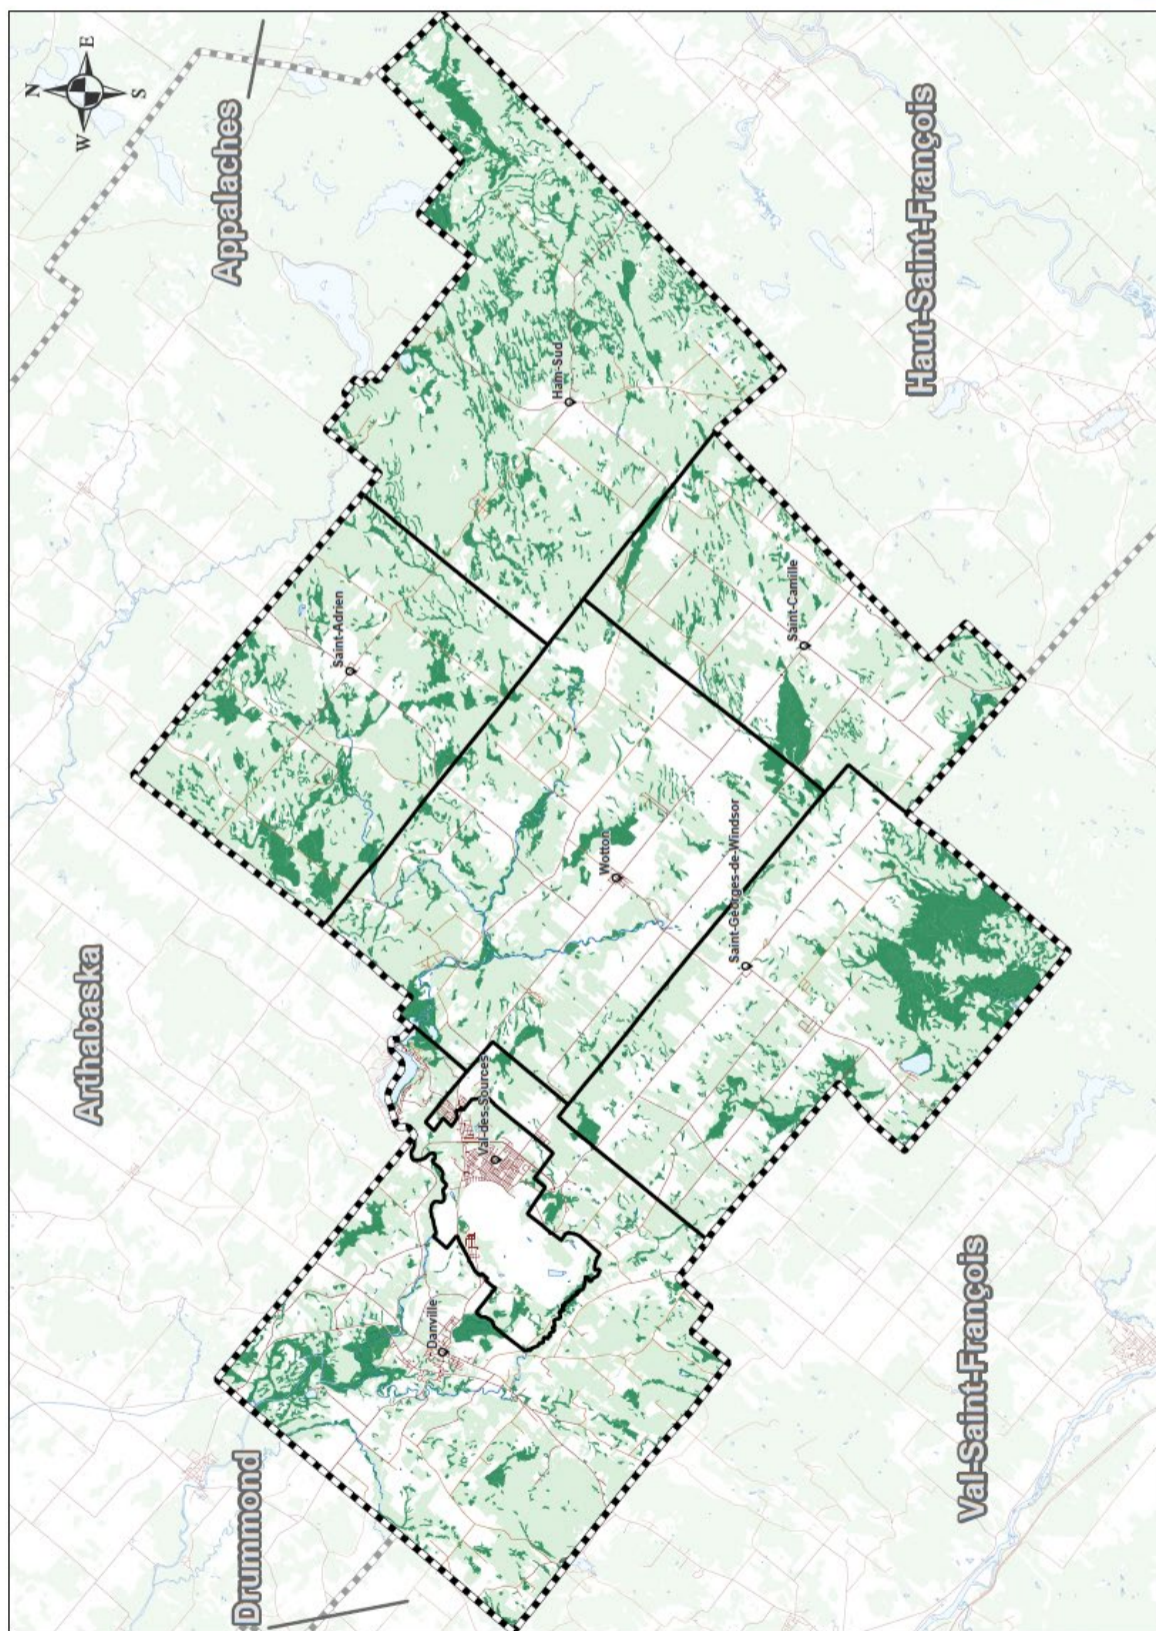 N
E
S
W
Appalaches
Haut-Saint-François
Ham-Sud
Saint-Adrien
Saint-Camille
Arthabaska
Wotton
Saint-Georges-de-Windsor
Val-des-Sources
Danville
Drummond
Val-Saint-François